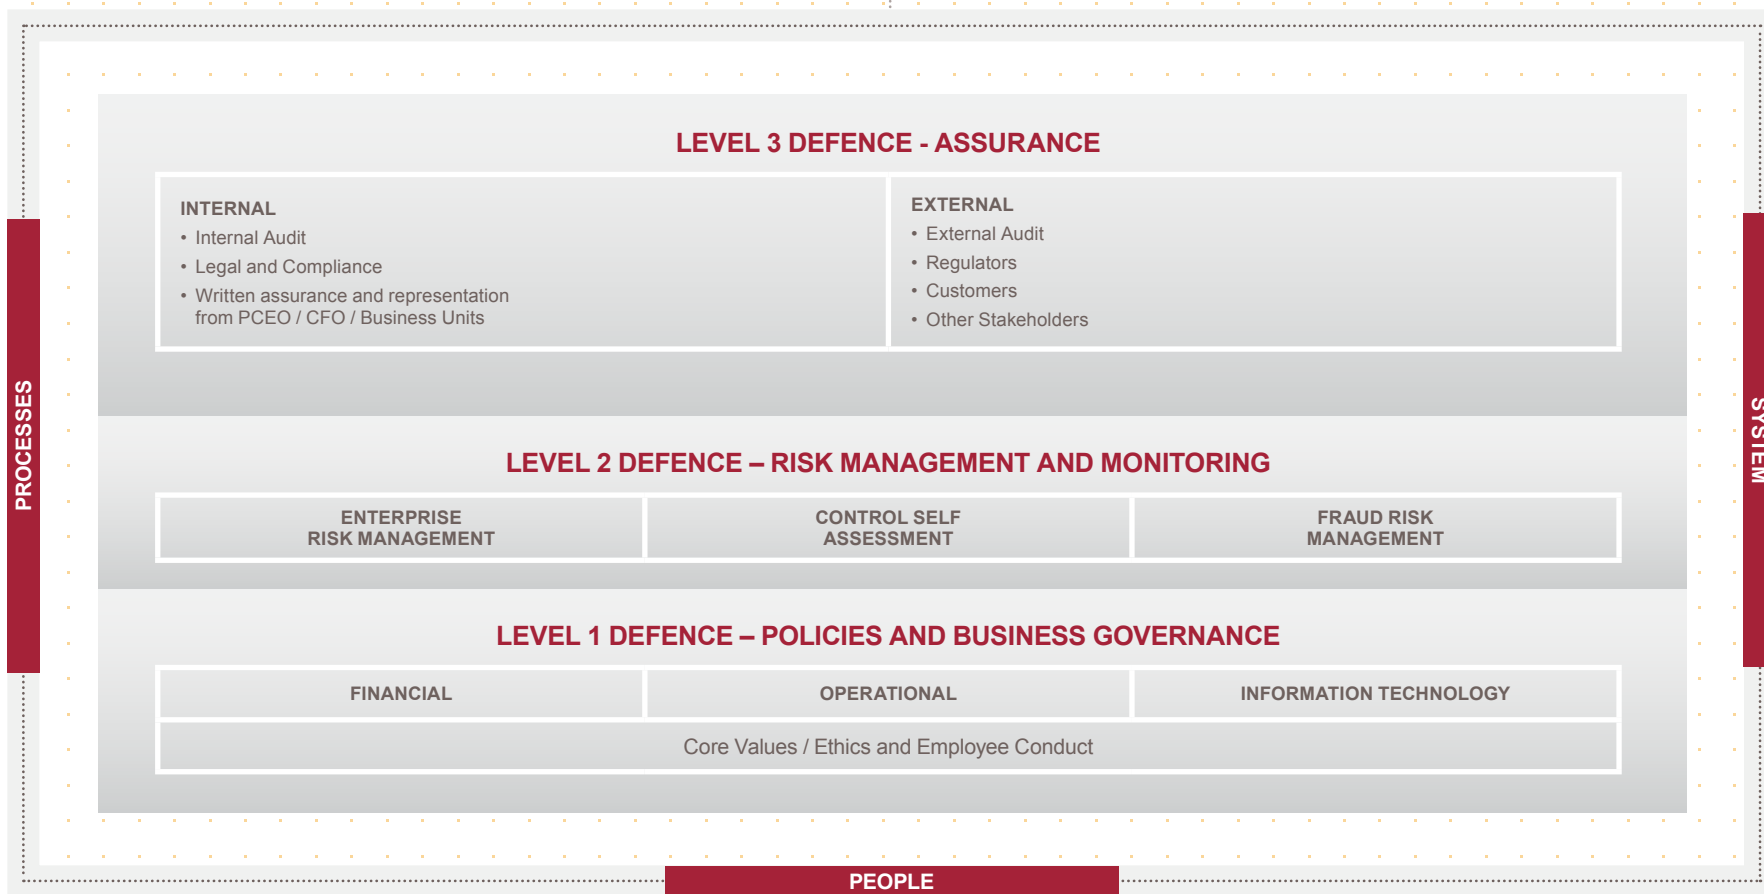 LEVEL 3 DEFENCE - ASSURANCE
INTERNAL
• Internal Audit
• Legal and Compliance
• Written assurance and representation
from PCEO / CFO / Business Units
EXTERNAL
• External Audit
• Regulators
• Customers
• Other Stakeholders
PROCESSES
SYSTEM
LEVEL 2 DEFENCE – RISK MANAGEMENT AND MONITORING
ENTERPRISE
RISK MANAGEMENT
CONTROL SELF
ASSESSMENT
FRAUD RISK
MANAGEMENT
LEVEL 1 DEFENCE – POLICIES AND BUSINESS GOVERNANCE
FINANCIAL
OPERATIONAL
INFORMATION TECHNOLOGY
Core Values / Ethics and Employee Conduct
PEOPLE